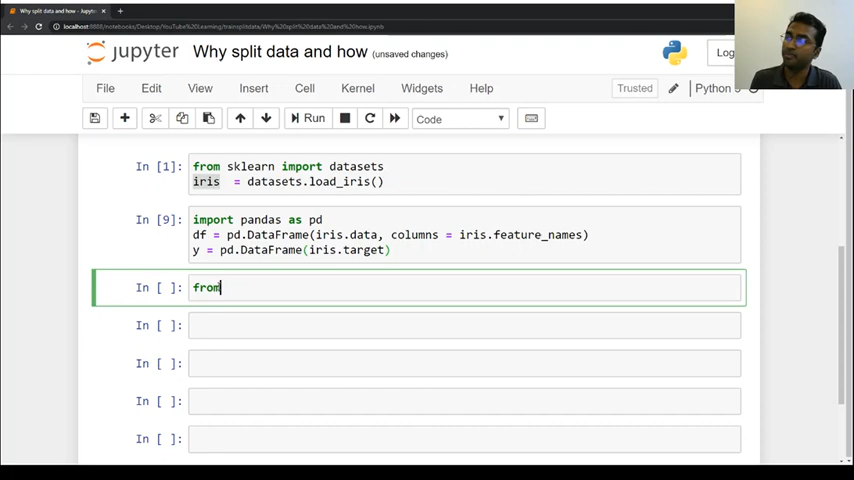 Why split data and how - Jupyt
localhost:8888/notebooks/Desktop/YouTube%20Learning/trainsplitdata/Why%20split%20data%20and%20how.ipynb
jupyter Why split data and how (unsaved changes)
Log
File Edit View Insert Cell Kernel Widgets Help
Trusted
Python
Run
Code
In [1]: from sklearn import datasets
iris = datasets.load_iris()
In [9]: import pandas as pd
df = pd.DataFrame(iris.data, columns = iris.feature_names)
y = pd.DataFrame(iris.target)
In [ ]: from
In [ ]:
In [ ]:
In [ ]:
In [ ]: